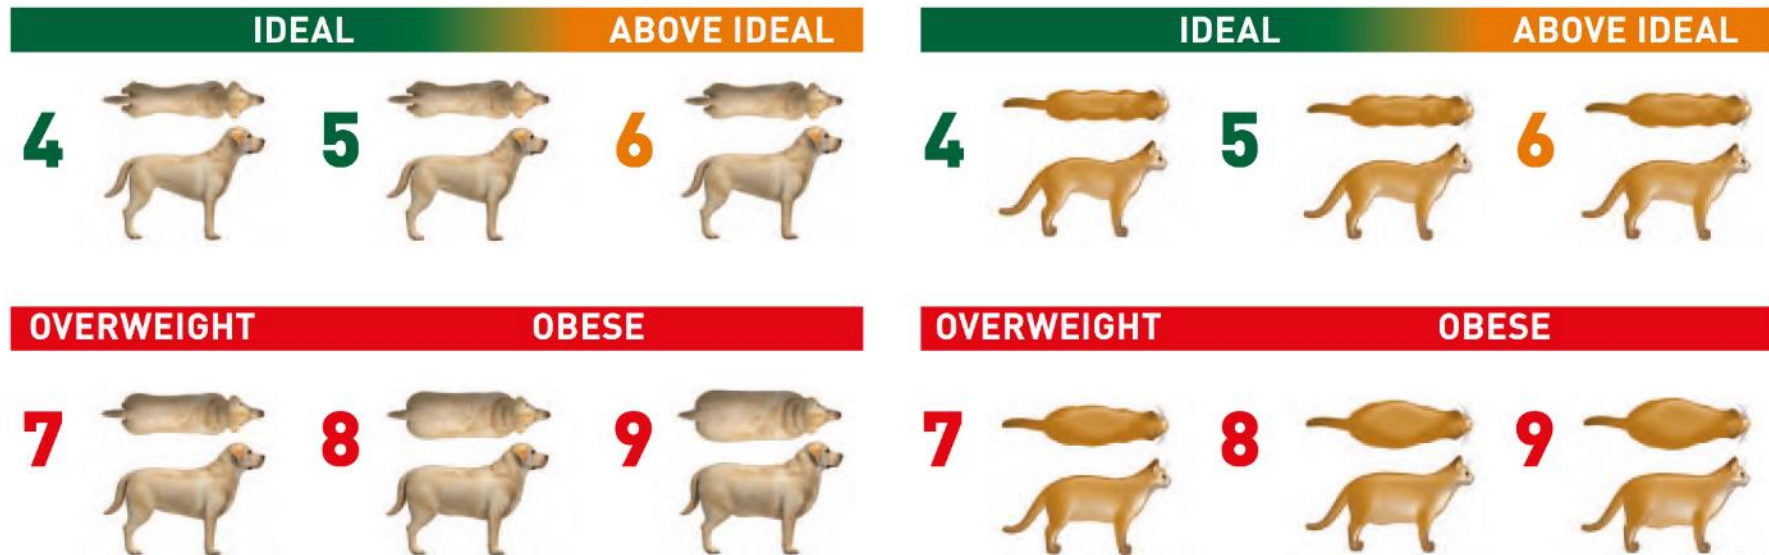 IDEAL ABOVE IDEAL
4 5 6
OVERWEIGHT OBESE
7 8 9
IDEAL ABOVE IDEAL
4 5 6
OVERWEIGHT OBESE
7 8 9